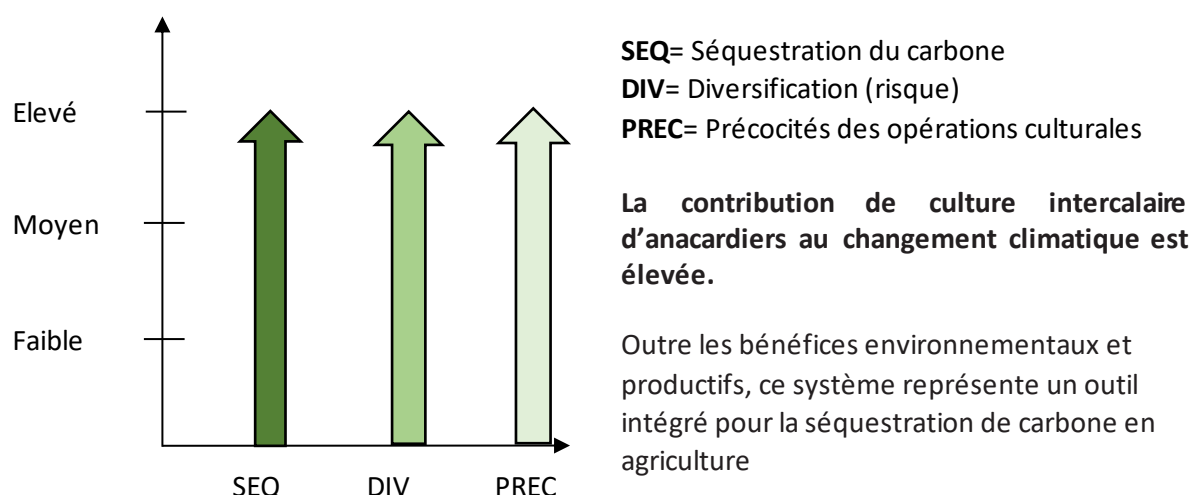 Elevé
Moyen
Faible
SEQ DIV PREC
SEQ= Séquestration du carbone
DIV= Diversification (risque)
PREC= Précocités des opérations culturales
La contribution de culture intercalaire
d’anacardiers au changement climatique est
élevée.
Outre les bénéfices environnementaux et
productifs, ce système représente un outil
intégré pour la séquestration de carbone en
agriculture